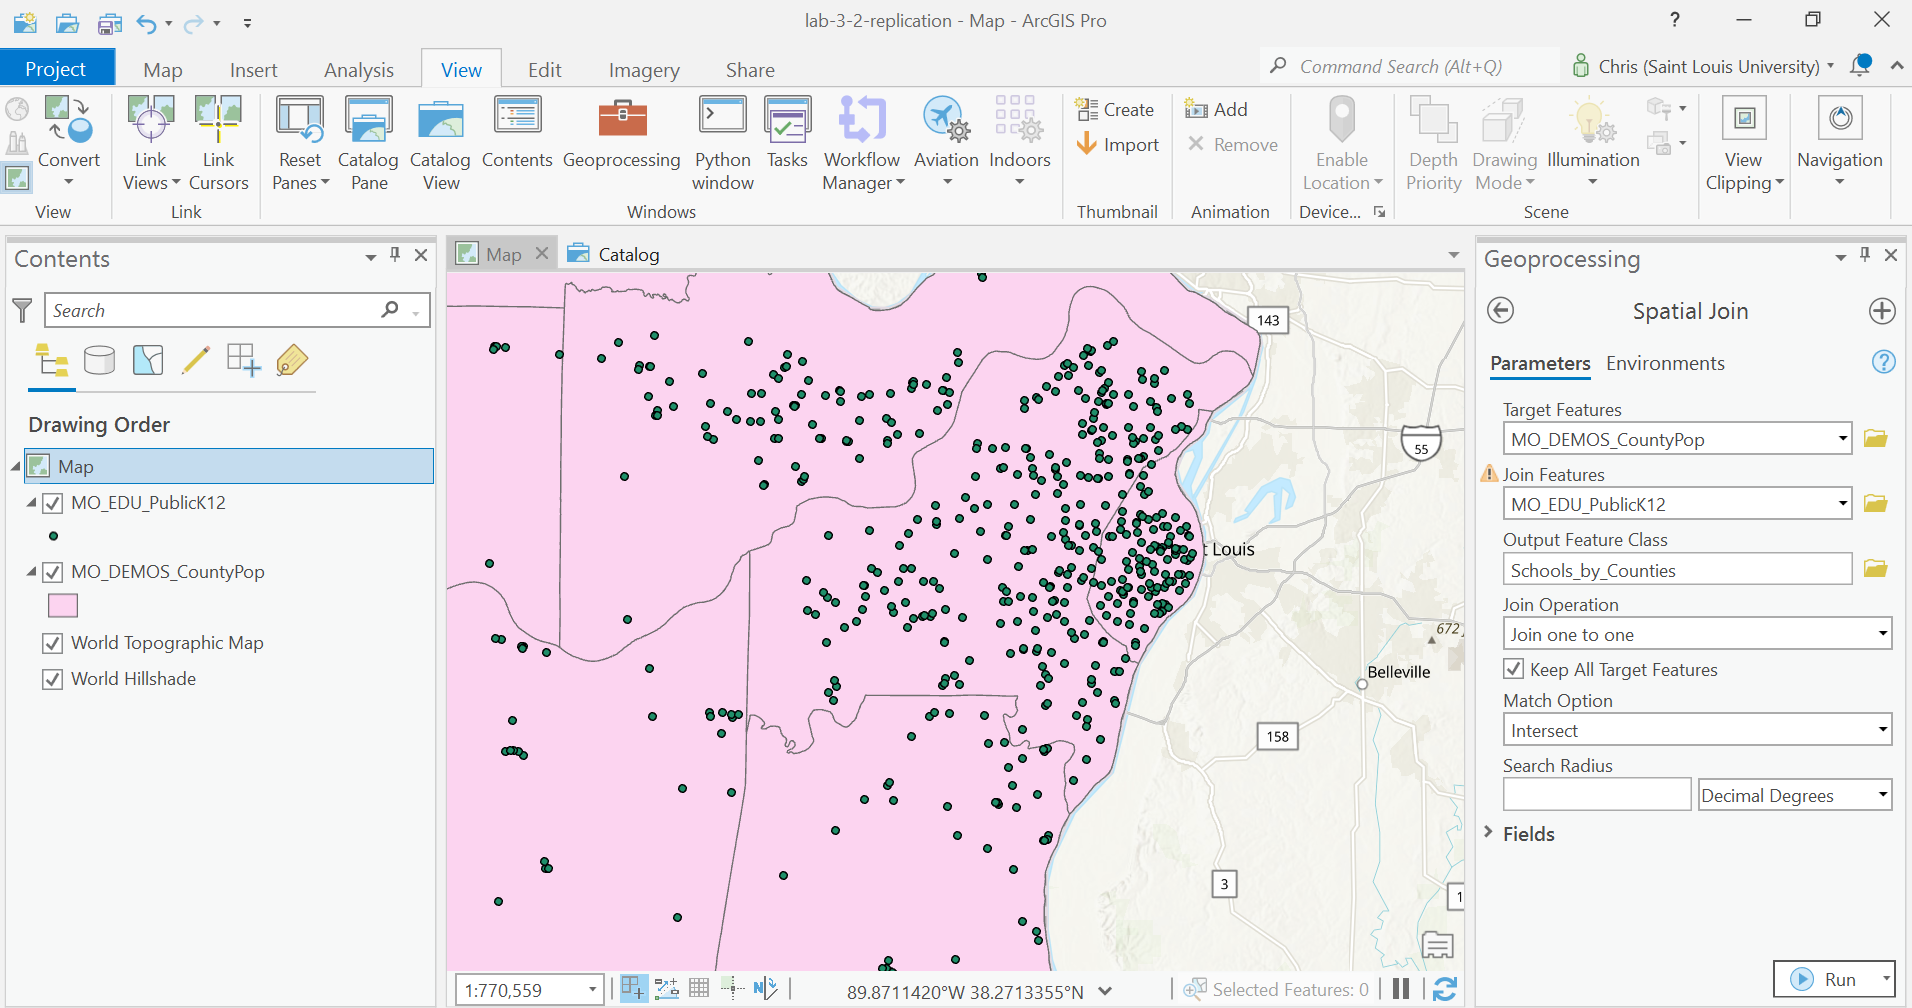 lab-3-2-replication - Map - ArcGIS Pro
?
Project Map Insert Analysis View Edit Imagery Share
Command Search (Alt+Q)
Chris (Saint Louis University)
Convert
Link Views
Link Cursors
Reset Panes
Catalog Pane
Catalog View
Contents
Geoprocessing
Python window
Tasks
Workflow Manager
Aviation
Indoors
Create
Import
Add
Remove
Enable Location
Depth Priority
Drawing Mode
Illumination
View Clipping
Navigation
View
Link
Windows
Thumbnail
Animation
Device...
Scene
Contents
Search
Drawing Order
Map
MO_EDU_PublicK12
MO_DEMOS_CountyPop
World Topographic Map
World Hillshade
Map
Catalog
143
55
t Louis
672
Belleville
158
3
1
1:770,559
N
89.8711420°W 38.2713355°N
Selected Features: 0
Geoprocessing
Spatial Join
Parameters Environments
?
Target Features
MO_DEMOS_CountyPop
Join Features
MO_EDU_PublicK12
Output Feature Class
Schools_by_Counties
Join Operation
Join one to one
Keep All Target Features
Match Option
Intersect
Search Radius
Decimal Degrees
Fields
Run